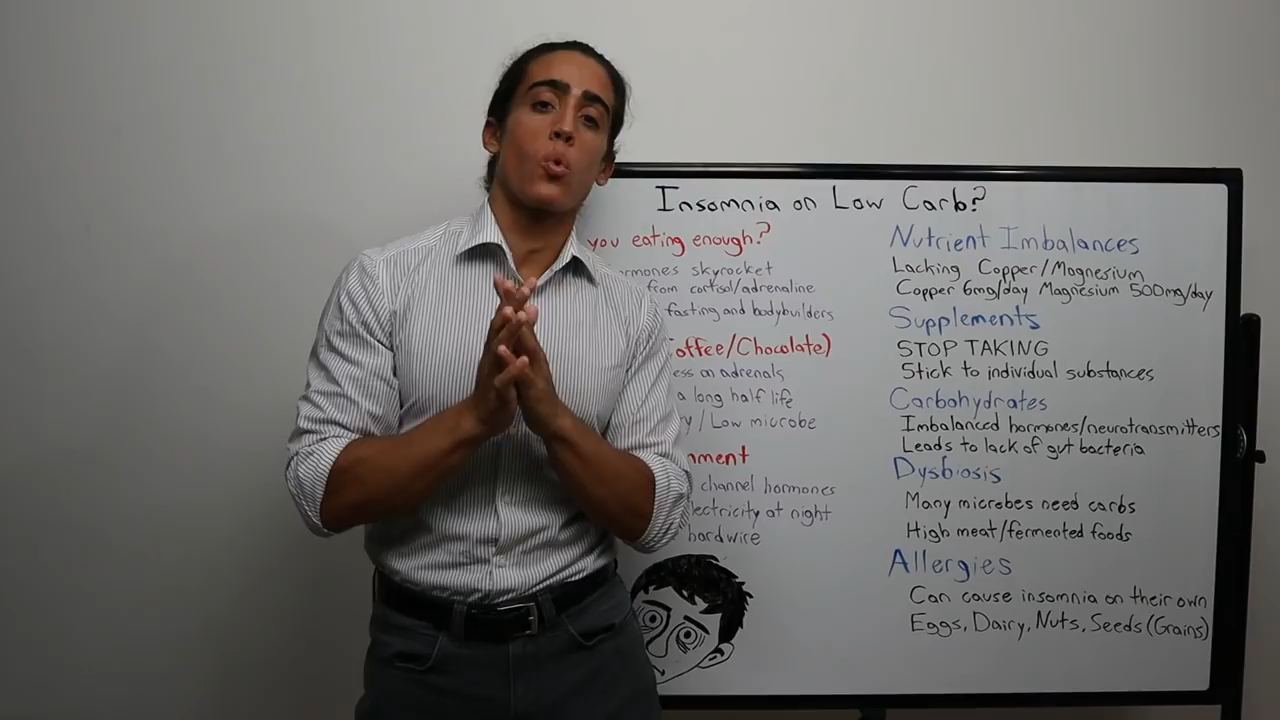 Insomnia on Low Carb?
you eating enough?
ormones skyrocket
from cortisol/adrenaline
fasting and bodybuilders
offee/Chocolate)
ess on adrenals
a long half life
y/Low microbe
nment
channel hormones
lectricity at night
hardwire
Nutrient Imbalances
Lacking Copper/Magnesium
Copper 6mg/day Magnesium 500mg/day
Supplements
STOP TAKING
Stick to individual substances
Carbohydrates
Imbalanced hormones/neurotransmitters
Leads to lack of gut bacteria
Dysbiosis
Many microbes need carbs
High meat/fermented foods
Allergies
Can cause insomnia on their own
Eggs, Dairy, Nuts, Seeds (Grains)